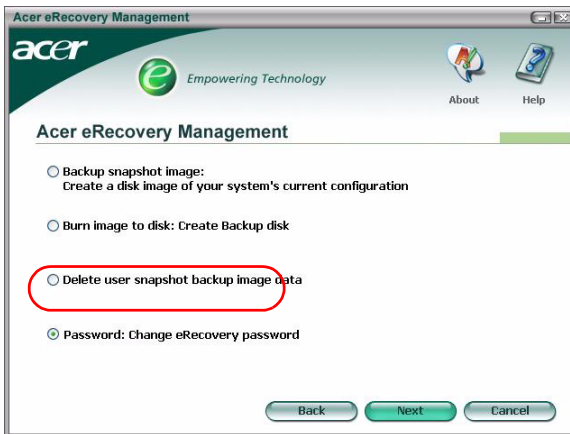 Acer eRecovery Management
acer
e Empowering Technology
About Help
Acer eRecovery Management
Backup snapshot image:
Create a disk image of your system's current configuration
Burn image to disk: Create Backup disk
Delete user snapshot backup image data
Password: Change eRecovery password
Back Next Cancel